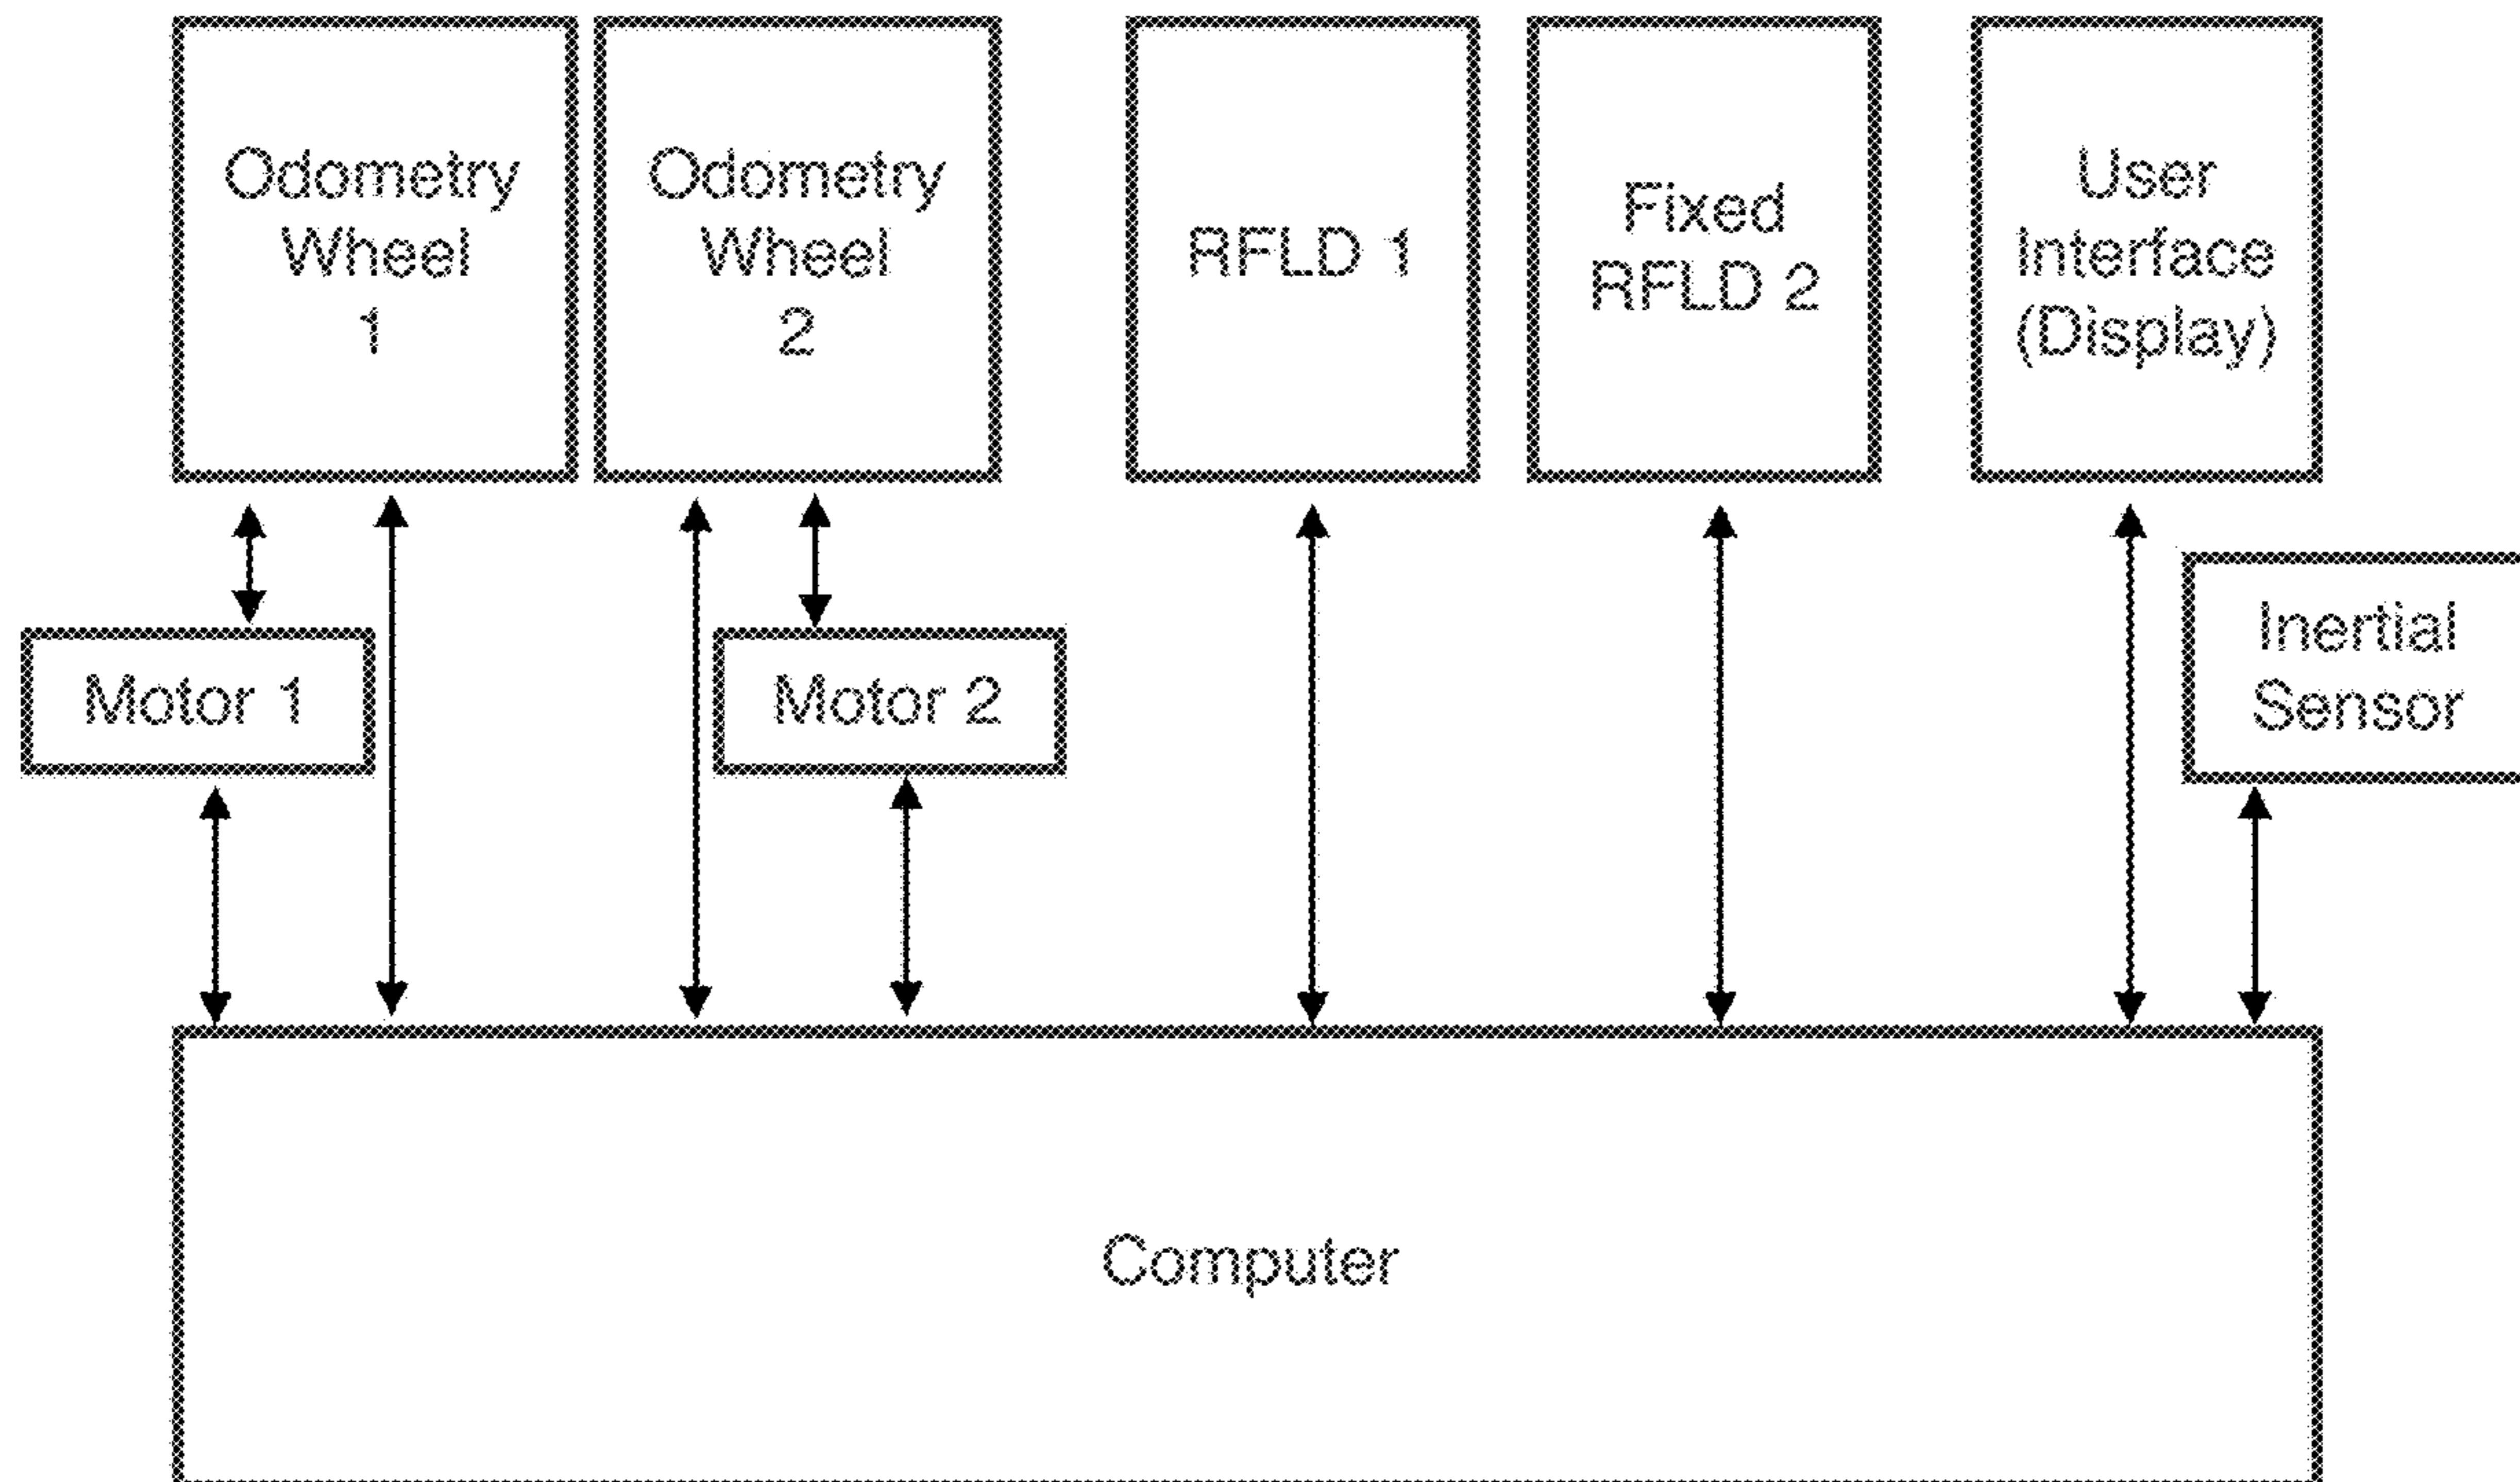 Odometry
Wheel
1
Odometry
Wheel
2
RFLD 1
Fixed
RFLD 2
User
Interface
(Display)
Motor 1
Motor 2
Inertial
Sensor
Computer